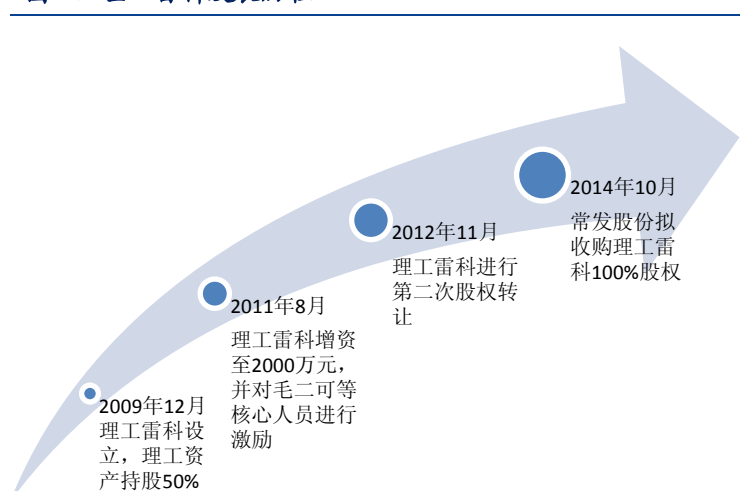 2009年12月
理工雷科设
立，理工资
产持股50%
2011年8月
理工雷科增资
至2000万元，
并对毛二可等
核心人员进行
激励
2012年11月
理工雷科进行
第二次股权转
让
2014年10月
常发股份拟
收购理工雷
科100%股权